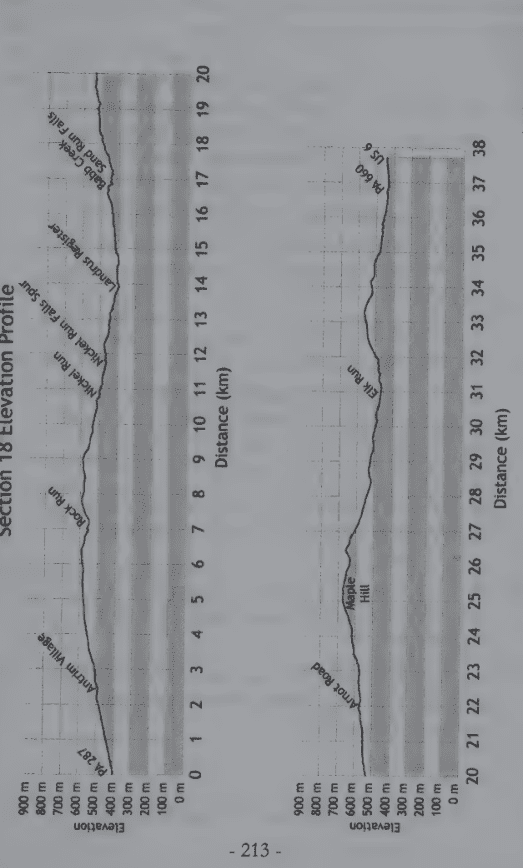 Section 18 Elevation Profile
900 m
800 m
700 m
600 m
500 m
400 m
300 m
200 m
100 m
0 m
Elevation
PA 287
Antrim Village
Rock Run
Nickel Run
Nickel Run Falls Spur
Landrus Register
Babb Creek
Sand Run Falls
0 1 2 3 4 5 6 7 8 9 10 11 12 13 14 15 16 17 18 19 20
Distance (km)
900 m
800 m
700 m
600 m
500 m
400 m
300 m
200 m
100 m
0 m
Elevation
Arnot Road
Maple
Hill
Elk Run
PA 660
US 6
20 21 22 23 24 25 26 27 28 29 30 31 32 33 34 35 36 37 38
Distance (km)
- 213 -